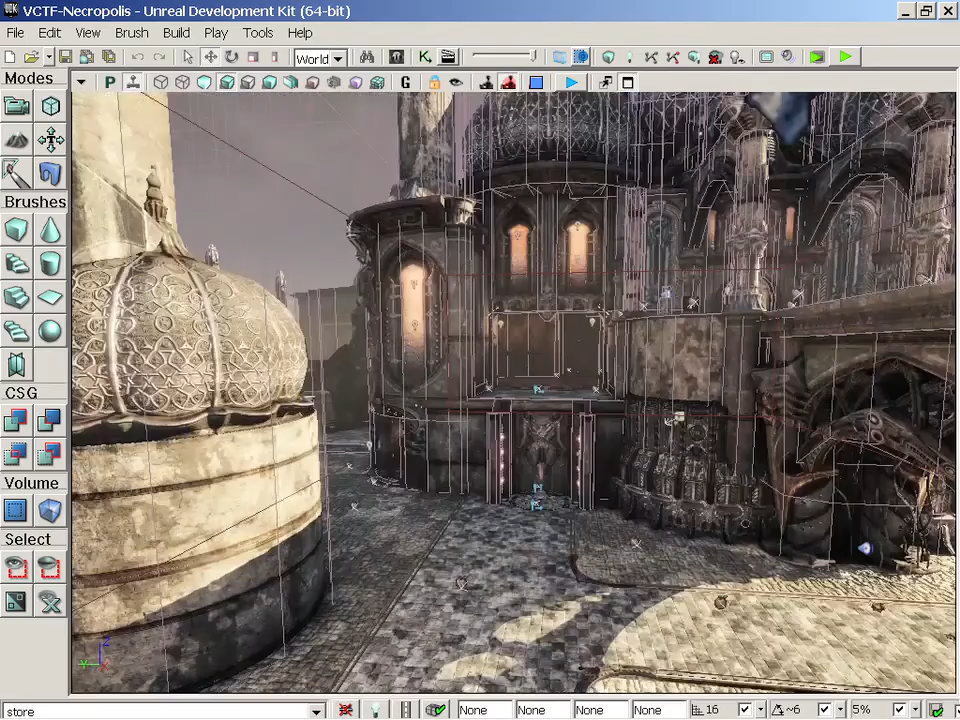 VCTF-Necropolis - Unreal Development Kit (64-bit)
File Edit View Brush Build Play Tools Help
World
Modes
P G
Brushes
CSG
Volume
Select
Z
Y X
store
None None None None 16 ~6 5%